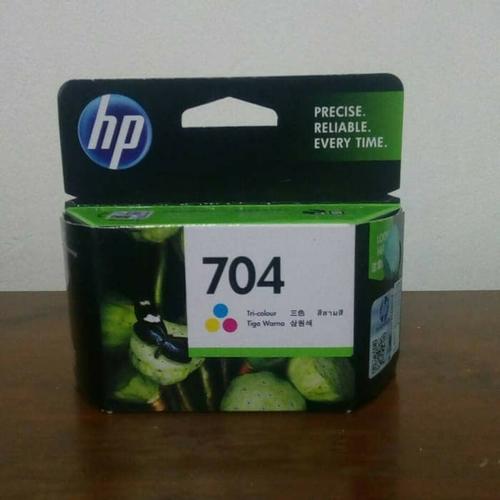 hp
PRECISE.
RELIABLE.
EVERY TIME.
704
Tri-colour 三色 สีสามสี
Tiga Warna 삼원색
hp